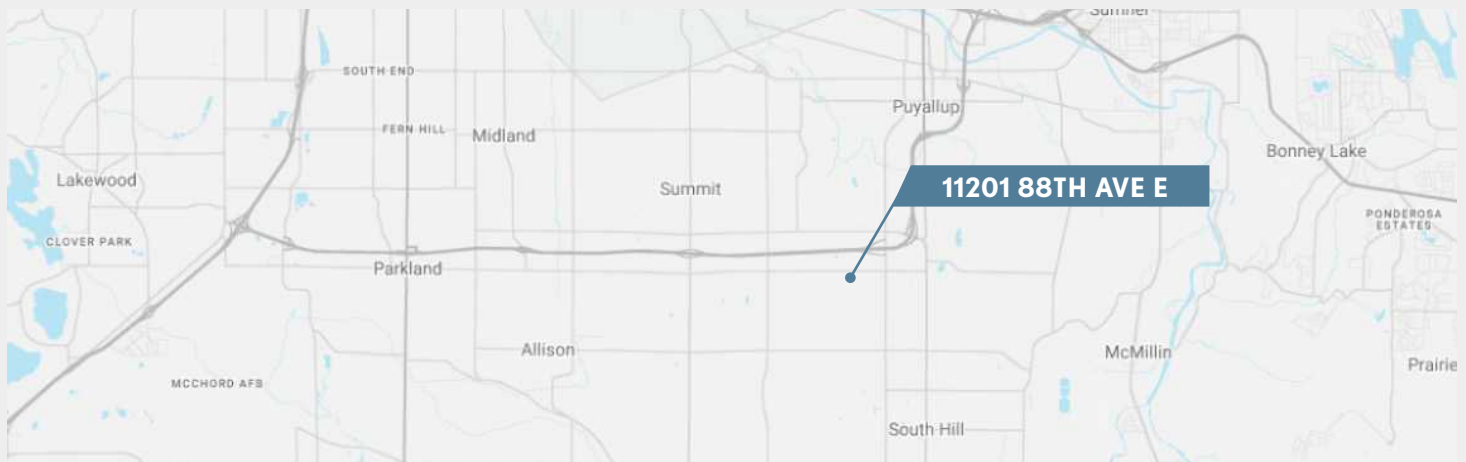 Sumner
SOUTH END
Puyallup
FERN HILL
Midland
Bonney Lake
Lakewood
Summit
11201 88TH AVE E
PONDEROSA
ESTATES
CLOVER PARK
Parkland
Allison
McMillin
Prairie
MCCHORD AFB
South Hill